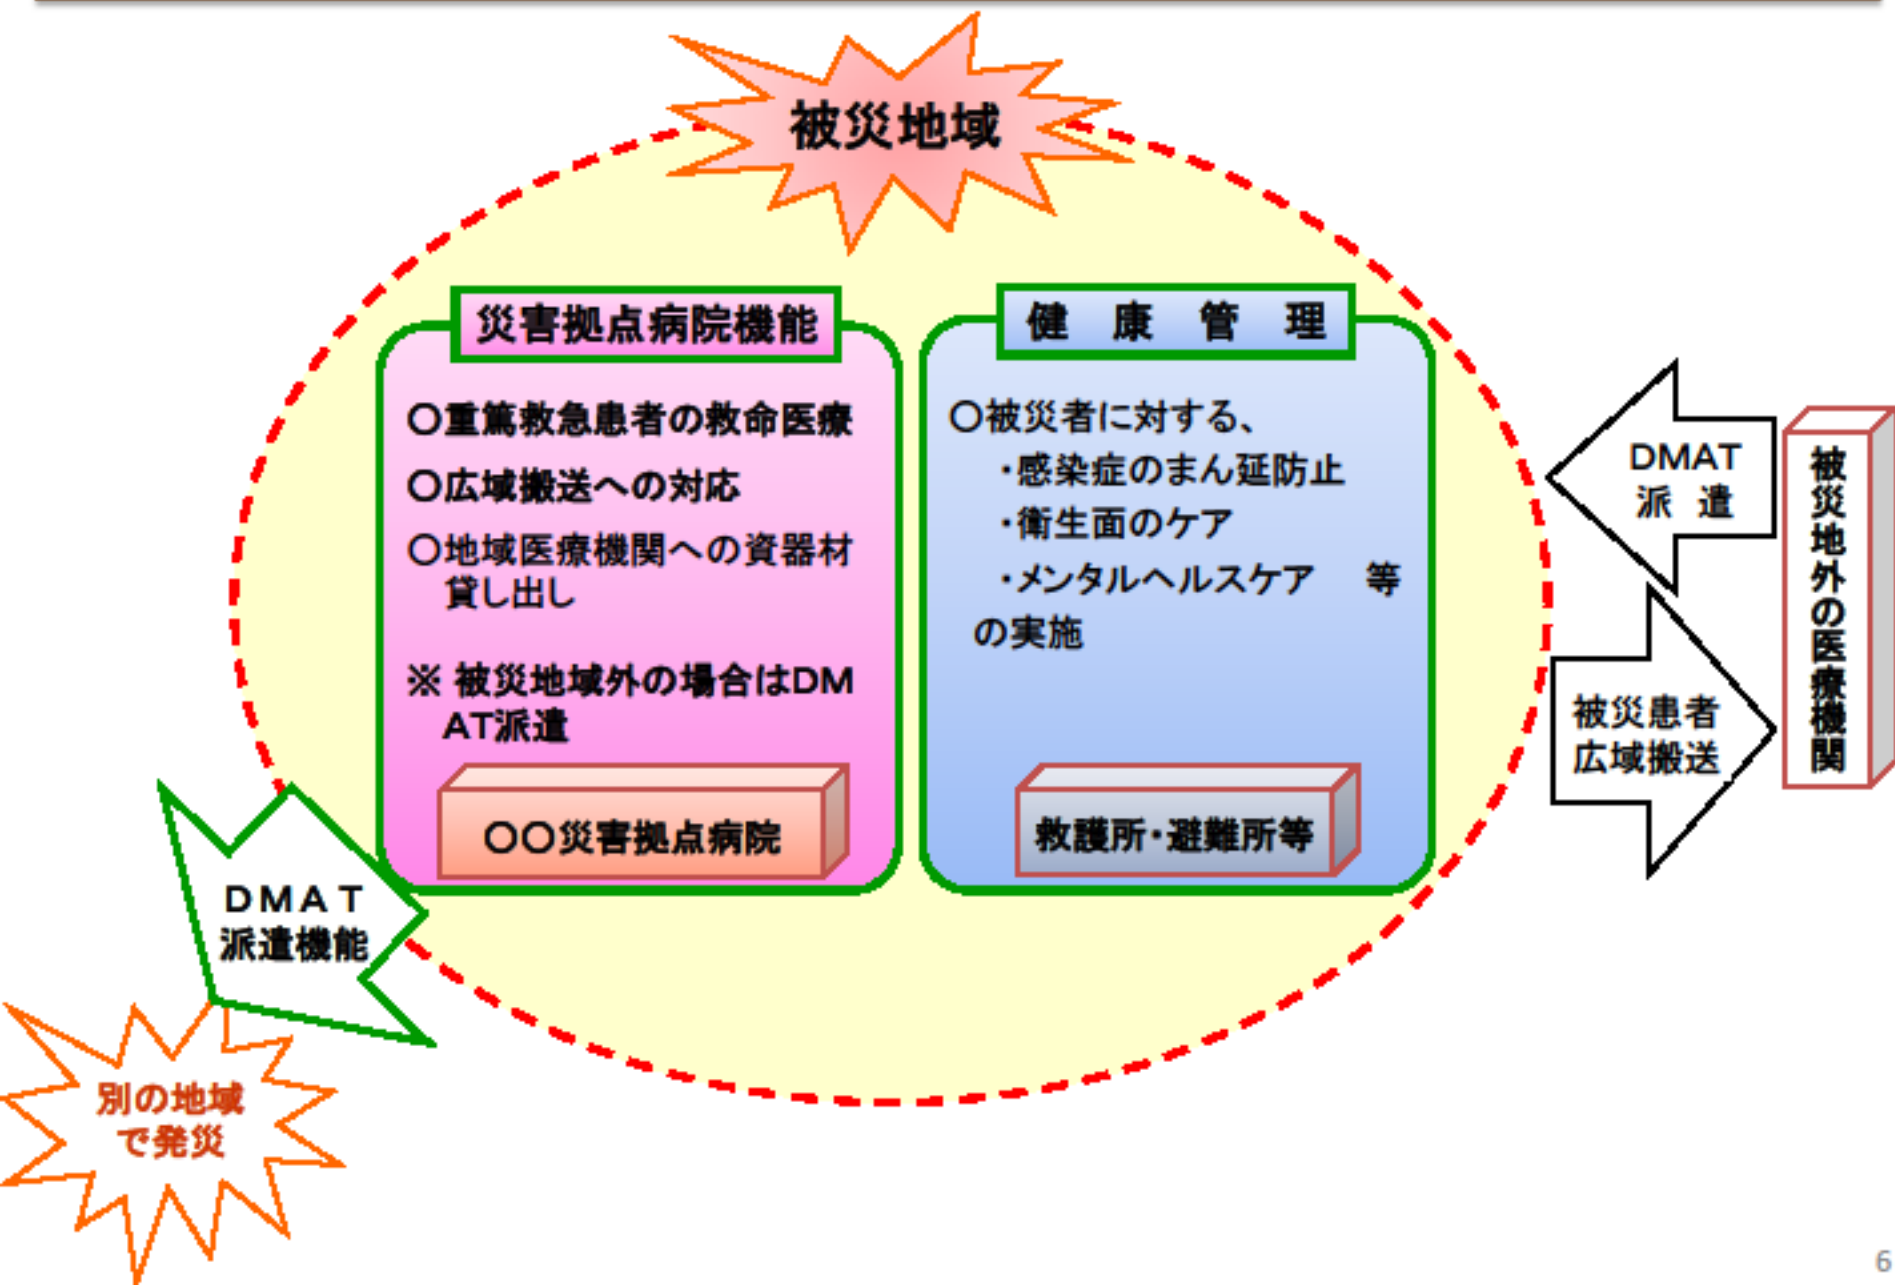 被災地域
災害拠点病院機能
〇重篤救急患者の救命医療
〇広域搬送への対応
〇地域医療機関への資器材
貸し出し
※ 被災地域外の場合はDM
AT派遣
〇〇災害拠点病院
健 康 管 理
〇被災者に対する、
・感染症のまん延防止
・衛生面のケア
・メンタルヘルスケア 等
の実施
救護所・避難所等
DMAT
派 遣
被災患者
広域搬送
被災地外の医療機関
DMAT
派遣機能
別の地域
で発災
6